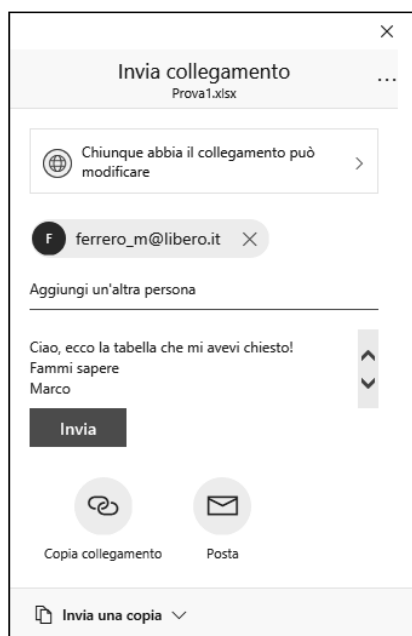 Invia collegamento
Prova1.xlsx
Chiunque abbia il collegamento può
modificare
F ferrero_m@libero.it
Aggiungi un'altra persona
Ciao, ecco la tabella che mi avevi chiesto!
Fammi sapere
Marco
Invia
Copia collegamento Posta
Invia una copia